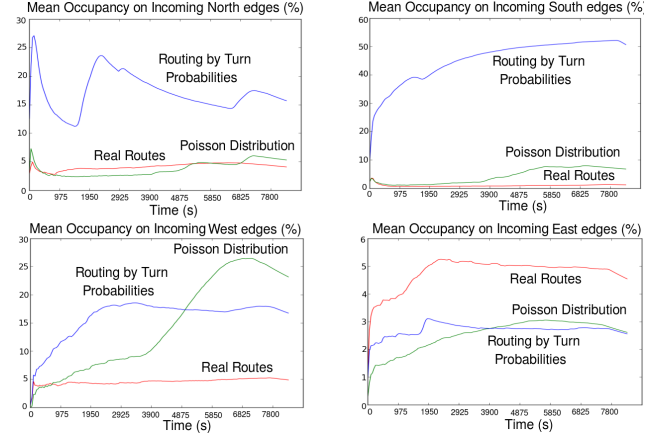 Mean Occupancy on Incoming North edges (%)
30
25
20
15
10
5
0
Routing by Turn
Probabilities
Poisson Distribution
Real Routes
0 975 1950 2925 3900 4875 5850 6825 7800
Time (s)
Mean Occupancy on Incoming South edges (%)
60
50
40
30
20
10
0
Routing by Turn
Probabilities
Poisson Distribution
Real Routes
0 975 1950 2925 3900 4875 5850 6825 7800
Time (s)
Mean Occupancy on Incoming West edges (%)
30
25
20
15
10
5
0
Poisson Distribution
Routing by Turn
Probabilities
Real Routes
0 975 1950 2925 3900 4875 5850 6825 7800
Time (s)
Mean Occupancy on Incoming East edges (%)
6
5
4
3
2
1
0
Real Routes
Poisson Distribution
Routing by Turn
Probabilities
0 975 1950 2925 3900 4875 5850 6825 7800
Time (s)